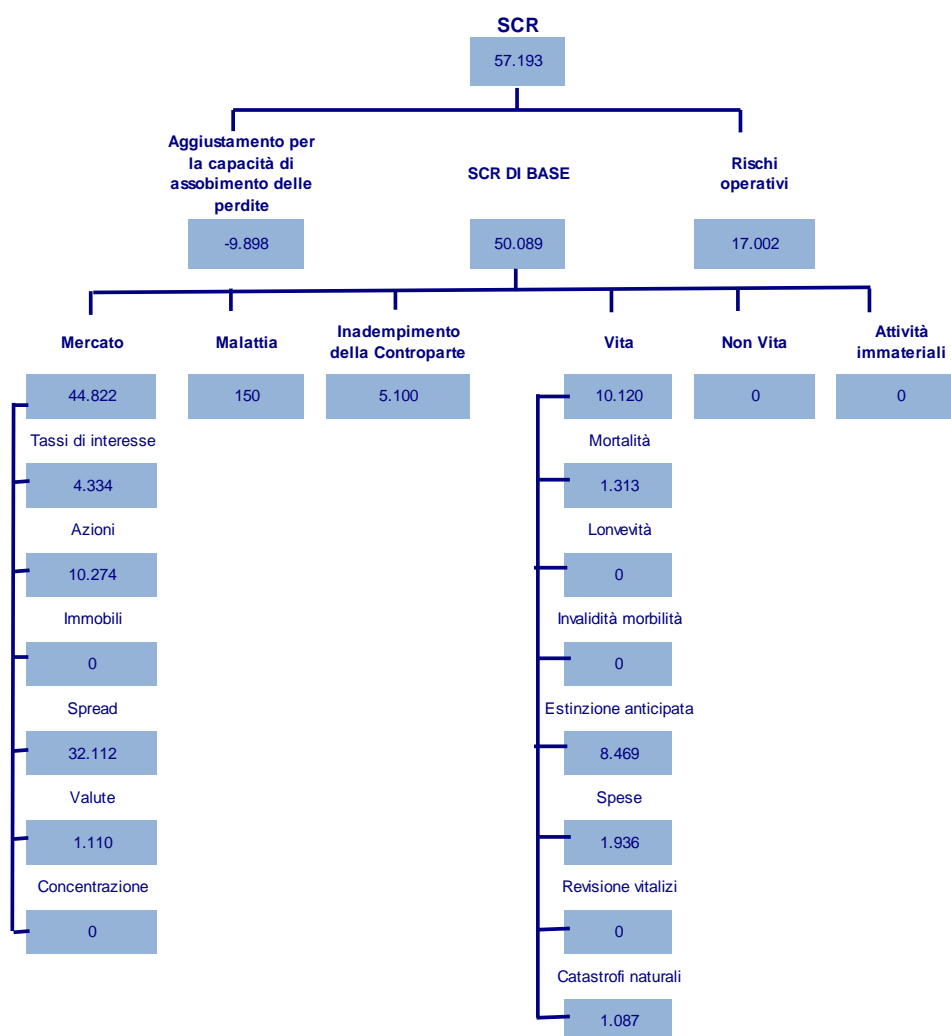 SCR
57.193
Aggiustamento per
la capacità di
assobimento delle
perdite
SCR DI BASE
Rischi
operativi
-9.898
50.089
17.002
Mercato
Malattia
Inadempimento
della Controparte
Vita
Non Vita
Attività
immateriali
44.822
150
5.100
10.120
0
0
Tassi di interesse
Mortalità
4.334
1.313
Azioni
Lonvevità
10.274
0
Immobili
Invalidità morbilità
0
0
Spread
Estinzione anticipata
32.112
8.469
Valute
Spese
1.110
1.936
Concentrazione
Revisione vitalizi
0
0
Catastrofi naturali
1.087